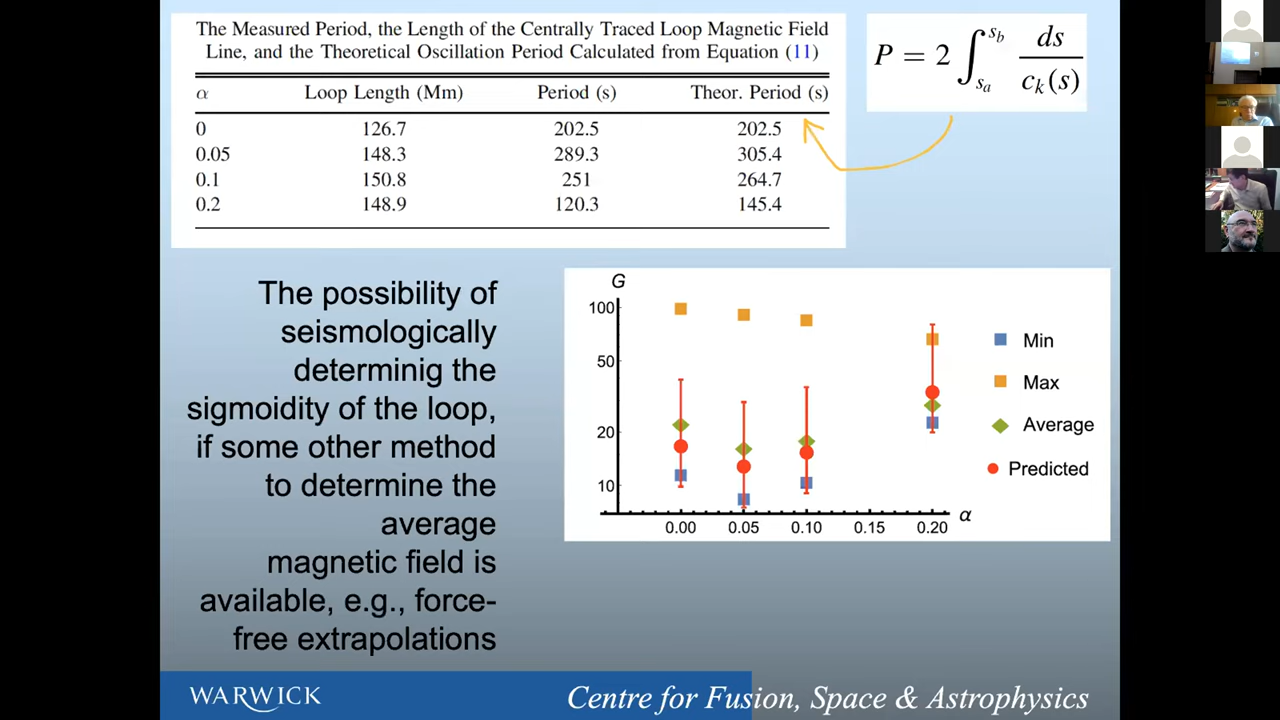 The Measured Period, the Length of the Centrally Traced Loop Magnetic Field
Line, and the Theoretical Oscillation Period Calculated from Equation (11)
α Loop Length (Mm) Period (s) Theor. Period (s)
0 126.7 202.5 202.5
0.05 148.3 289.3 305.4
0.1 150.8 251 264.7
0.2 148.9 120.3 145.4
P = 2 ∫_{s_a}^{s_b} ds / c_k(s)
The possibility of
seismologically
determinig the
sigmoidity of the loop,
if some other method
to determine the
average
magnetic field is
available, e.g., force-
free extrapolations
G
100
50
20
10
0.00 0.05 0.10 0.15 0.20
α
Min
Max
Average
Predicted
WARWICK
Centre for Fusion, Space & Astrophysics